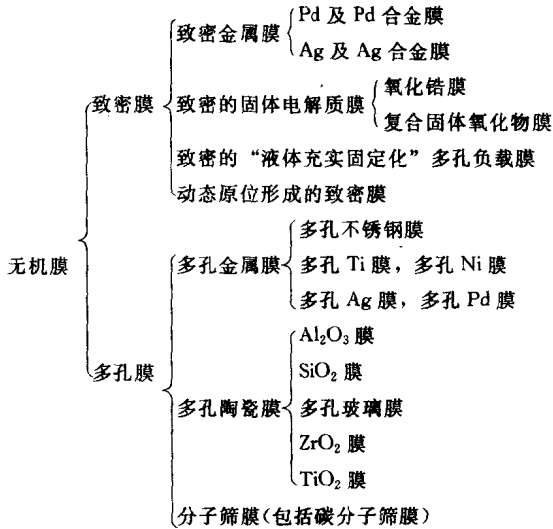 Pd 及 Pd 合金膜
致密金属膜
Ag 及 Ag 合金膜
氧化锆膜
致密膜
致密的固体电解质膜
复合固体氧化物膜
致密的“液体充实固定化”多孔负载膜
动态原位形成的致密膜
多孔不锈钢膜
无机膜
多孔金属膜
多孔 Ti 膜，多孔 Ni 膜
多孔 Ag 膜，多孔 Pd 膜
Al₂O₃ 膜
SiO₂ 膜
多孔膜
多孔陶瓷膜
多孔玻璃膜
ZrO₂ 膜
TiO₂ 膜
分子筛膜(包括碳分子筛膜)